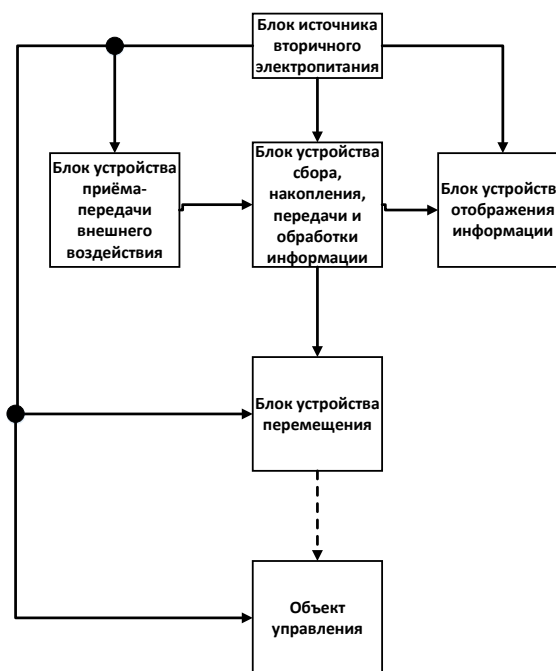 Блок источника
вторичного
электропитания
Блок устройства
приёма-
передачи
внешнего
воздействия
Блок устройства
сбора,
накопления,
передачи и
обработки
информации
Блок устройства
отображения
информации
Блок устройства
перемещения
Объект
управления